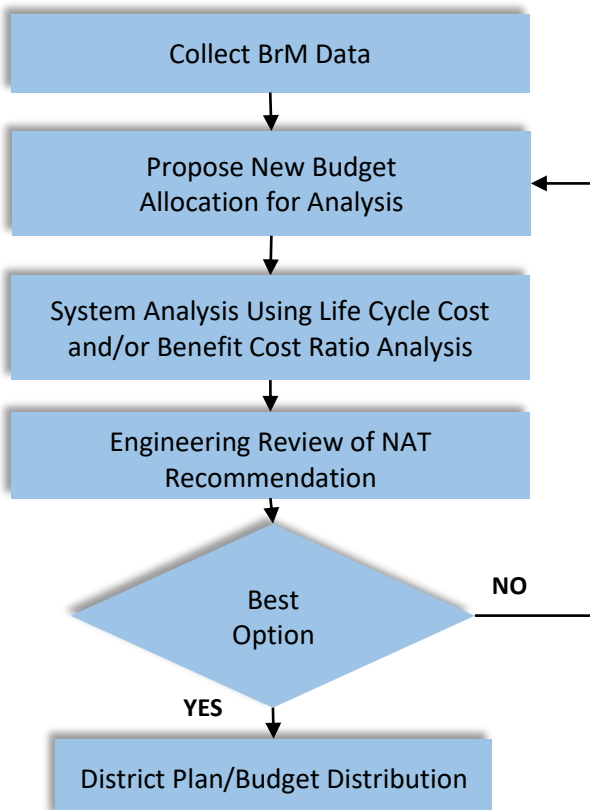 Collect BrM Data
Propose New Budget
Allocation for Analysis
System Analysis Using Life Cycle Cost
and/or Benefit Cost Ratio Analysis
Engineering Review of NAT
Recommendation
Best
Option
NO
YES
District Plan/Budget Distribution